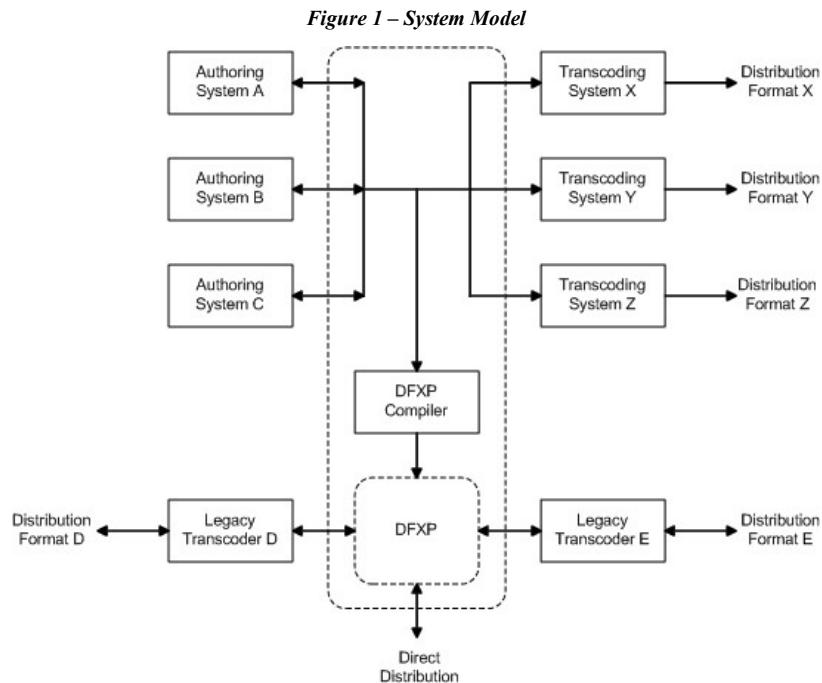 Figure 1 – System Model
Authoring
System A
Transcoding
System X
Distribution
Format X
Authoring
System B
Transcoding
System Y
Distribution
Format Y
Authoring
System C
Transcoding
System Z
Distribution
Format Z
DFXP
Compiler
Distribution
Format D
Legacy
Transcoder D
DFXP
Legacy
Transcoder E
Distribution
Format E
Direct
Distribution